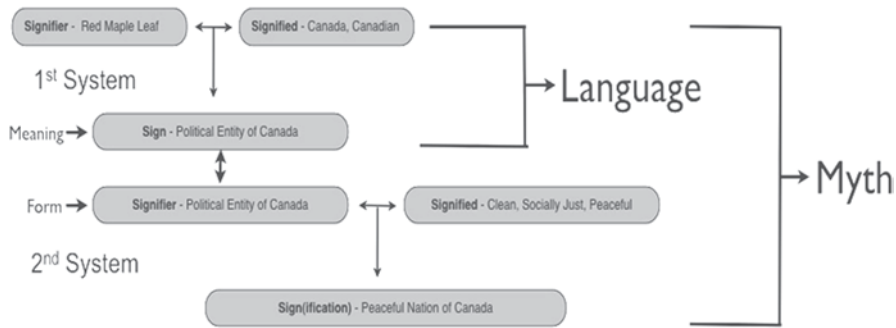 Signifier - Red Maple Leaf
Signified - Canada, Canadian
1st System
Language
Meaning
Sign - Political Entity of Canada
Myth
Form
Signifier - Political Entity of Canada
Signified - Clean, Socially Just, Peaceful
2nd System
Sign(ification) - Peaceful Nation of Canada